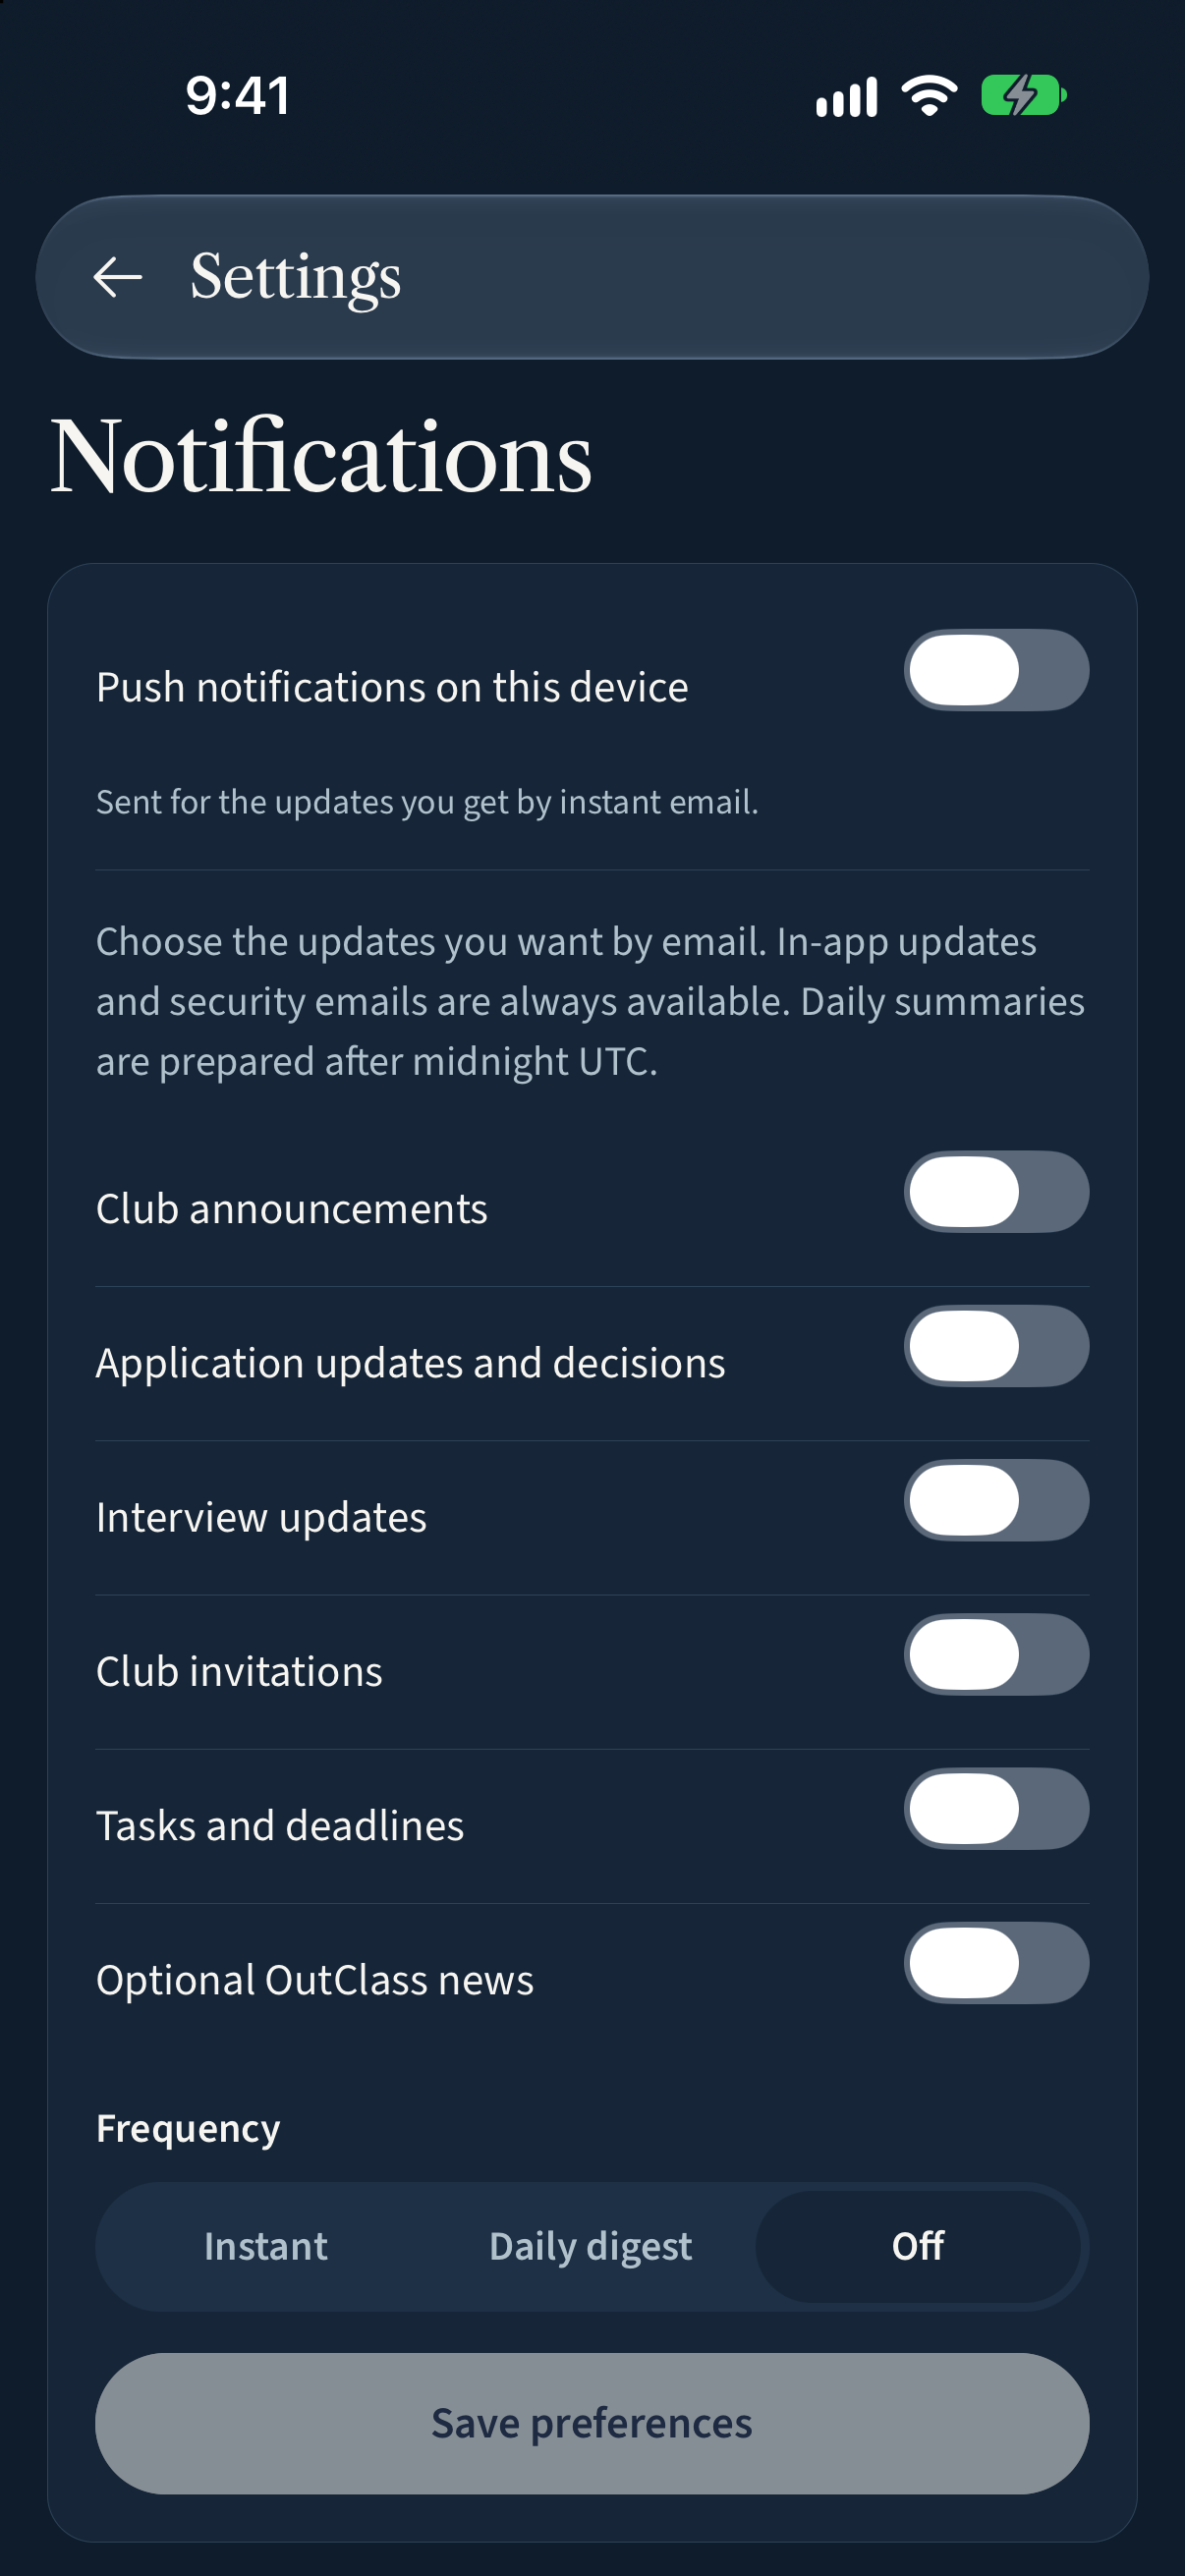 9:41
Settings
Notifications
Push notifications on this device
Sent for the updates you get by instant email.
Choose the updates you want by email. In-app updates
and security emails are always available. Daily summaries
are prepared after midnight UTC.
Club announcements
Application updates and decisions
Interview updates
Club invitations
Tasks and deadlines
Optional OutClass news
Frequency
Instant Daily digest Off
Save preferences